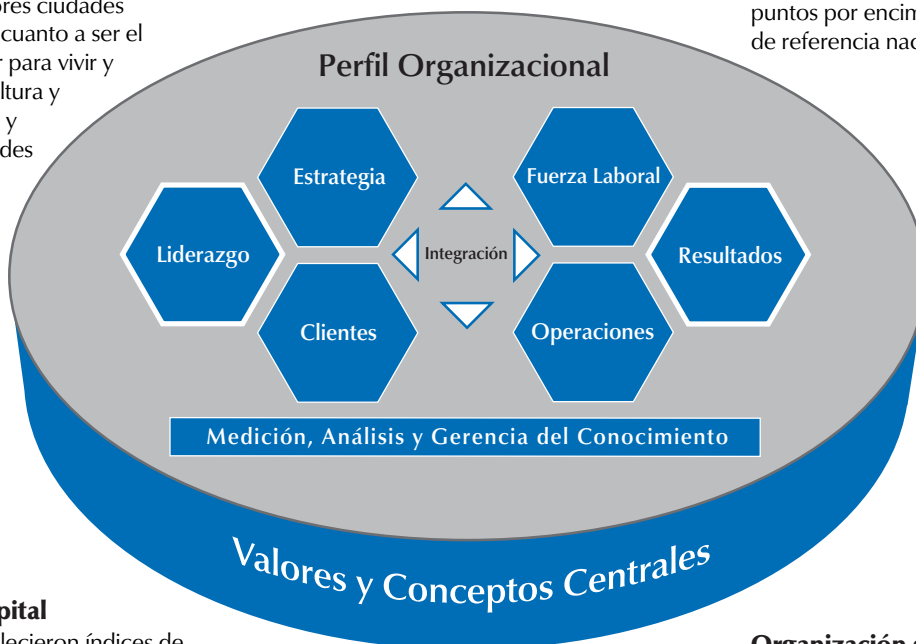 ores ciudades
cuanto a ser el
r para vivir y
ltura y
y
des
puntos por encim
de referencia nac
Perfil Organizacional
Estrategia
Fuerza Laboral
Liderazgo
Integración
Resultados
Clientes
Operaciones
Medición, Análisis y Gerencia del Conocimiento
Valores y Conceptos Centrales
pital
lecieron índices de
Organización